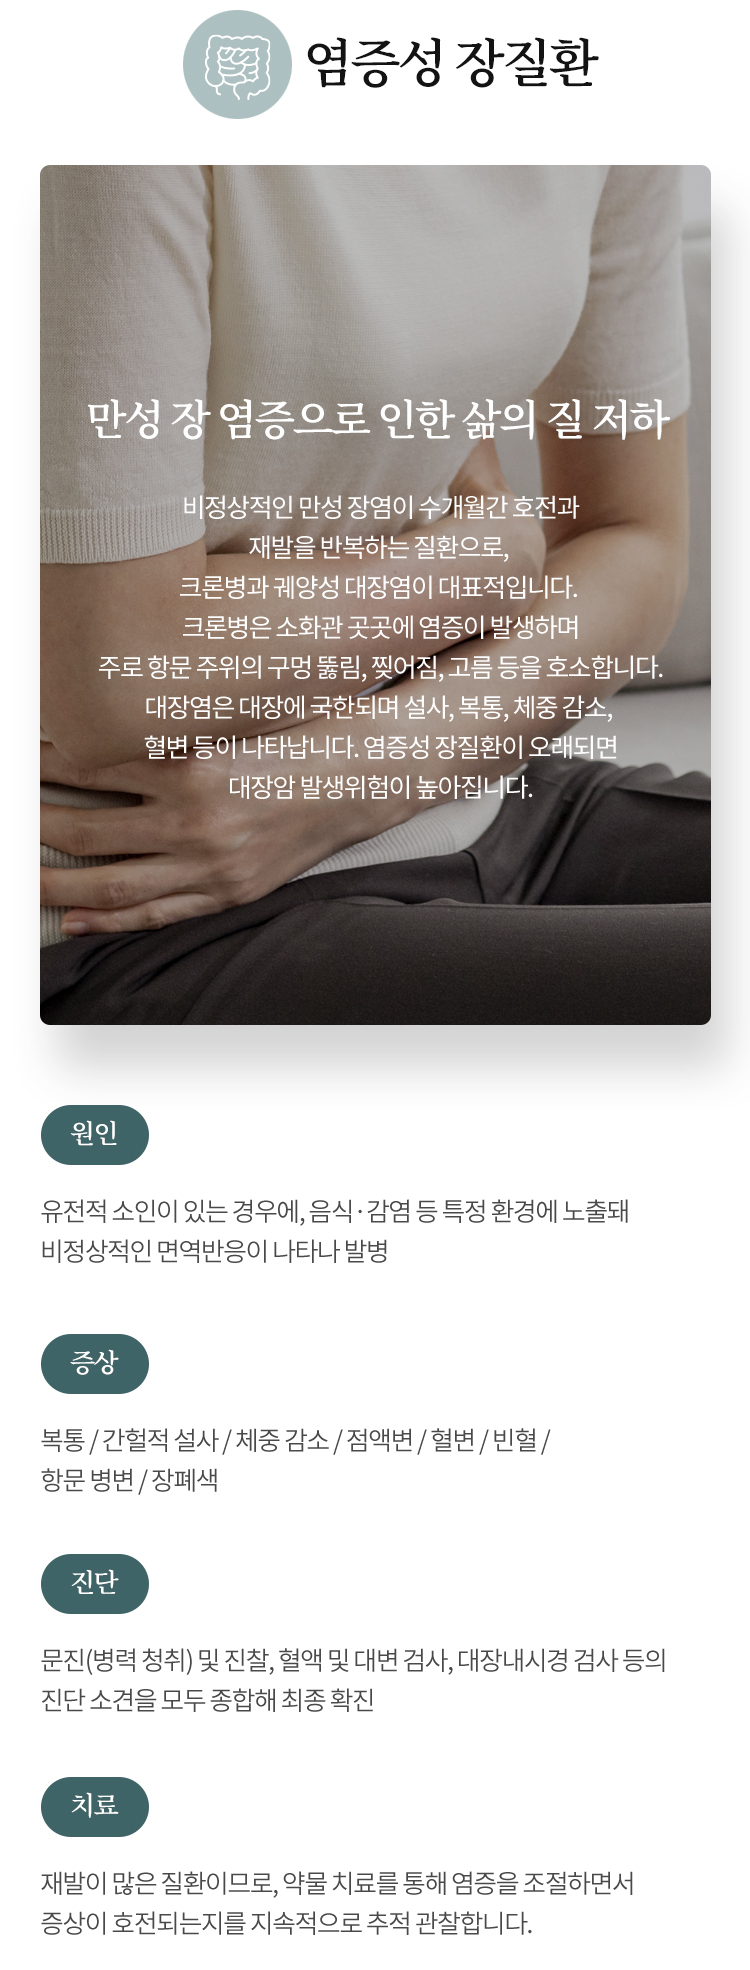 염증성 장질환
만성 장 염증으로 인한 삶의 질 저하
비정상적인 만성 장염이 수개월간 호전과
재발을 반복하는 질환으로,
크론병과 궤양성 대장염이 대표적입니다.
크론병은 소화관 곳곳에 염증이 발생하며
주로 항문 주위의 구멍 뚫림, 찢어짐, 고름 등을 호소합니다.
대장염은 대장에 국한되며 설사, 복통, 체중 감소,
혈변 등이 나타납니다. 염증성 장질환이 오래되면
대장암 발생위험이 높아집니다.
원인
유전적 소인이 있는 경우에, 음식·감염 등 특정 환경에 노출돼
비정상적인 면역반응이 나타나 발병
증상
복통 / 간헐적 설사 / 체중 감소 / 점액변 / 혈변 / 빈혈 /
항문 병변 / 장폐색
진단
문진(병력 청취) 및 진찰, 혈액 및 대변 검사, 대장내시경 검사 등의
진단 소견을 모두 종합해 최종 확진
치료
재발이 많은 질환이므로, 약물 치료를 통해 염증을 조절하면서
증상이 호전되는지를 지속적으로 추적 관찰합니다.